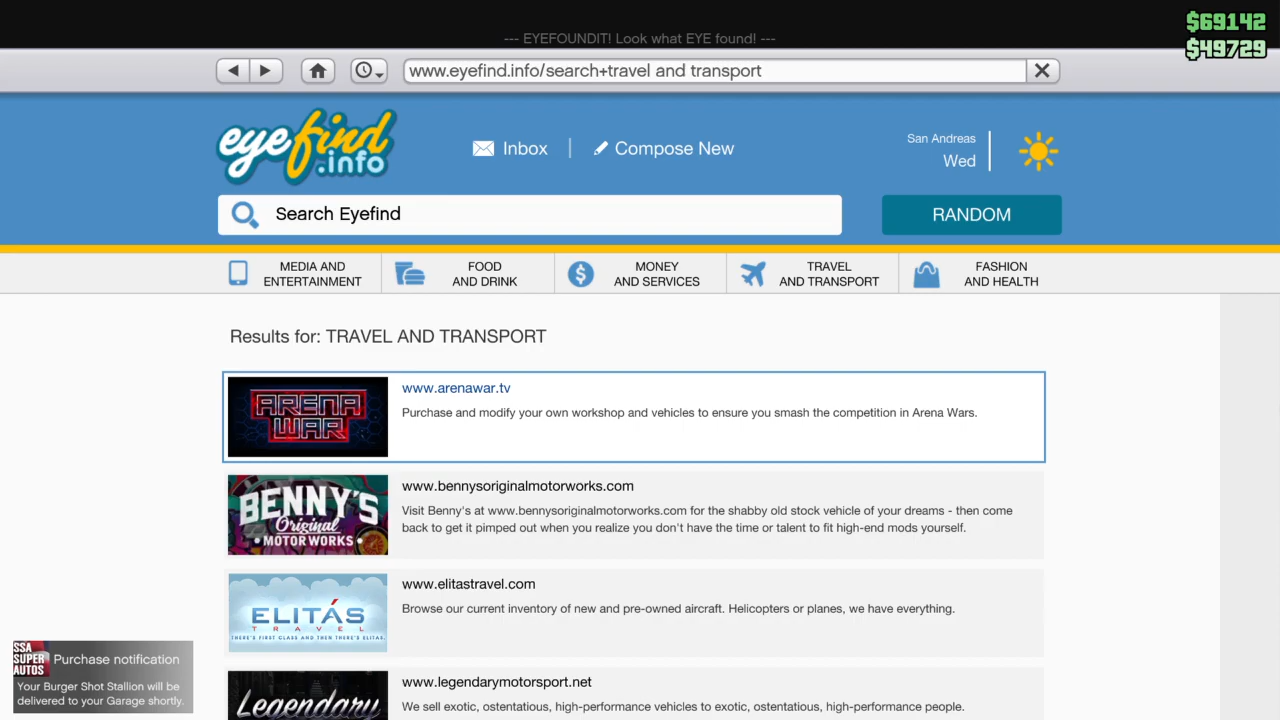 --- EYEFOUNDIT! Look what EYE found! ---
$69142
$49729
www.eyefind.info/search+travel and transport
eyefind
.info
Inbox
Compose New
San Andreas
Wed
Search Eyefind
RANDOM
MEDIA AND
ENTERTAINMENT
FOOD
AND DRINK
MONEY
AND SERVICES
TRAVEL
AND TRANSPORT
FASHION
AND HEALTH
Results for: TRAVEL AND TRANSPORT
ARENA
WAR
www.arenawar.tv
Purchase and modify your own workshop and vehicles to ensure you smash the competition in Arena Wars.
BENNY'S
Original
MOTOR WORKS
www.bennysoriginalmotorworks.com
Visit Benny's at www.bennysoriginalmotorworks.com for the shabby old stock vehicle of your dreams - then come
back to get it pimped out when you realize you don't have the time or talent to fit high-end mods yourself.
ELITÁS
TRAVEL
THERE'S FIRST CLASS AND THEN THERE'S ELITAS.
www.elitastravel.com
Browse our current inventory of new and pre-owned aircraft. Helicopters or planes, we have everything.
Legendary
www.legendarymotorsport.net
We sell exotic, ostentatious, high-performance vehicles to exotic, ostentatious, high-performance people.
SSA
SUPER
AUTOS
Purchase notification
Your Burger Shot Stallion will be
delivered to your Garage shortly.